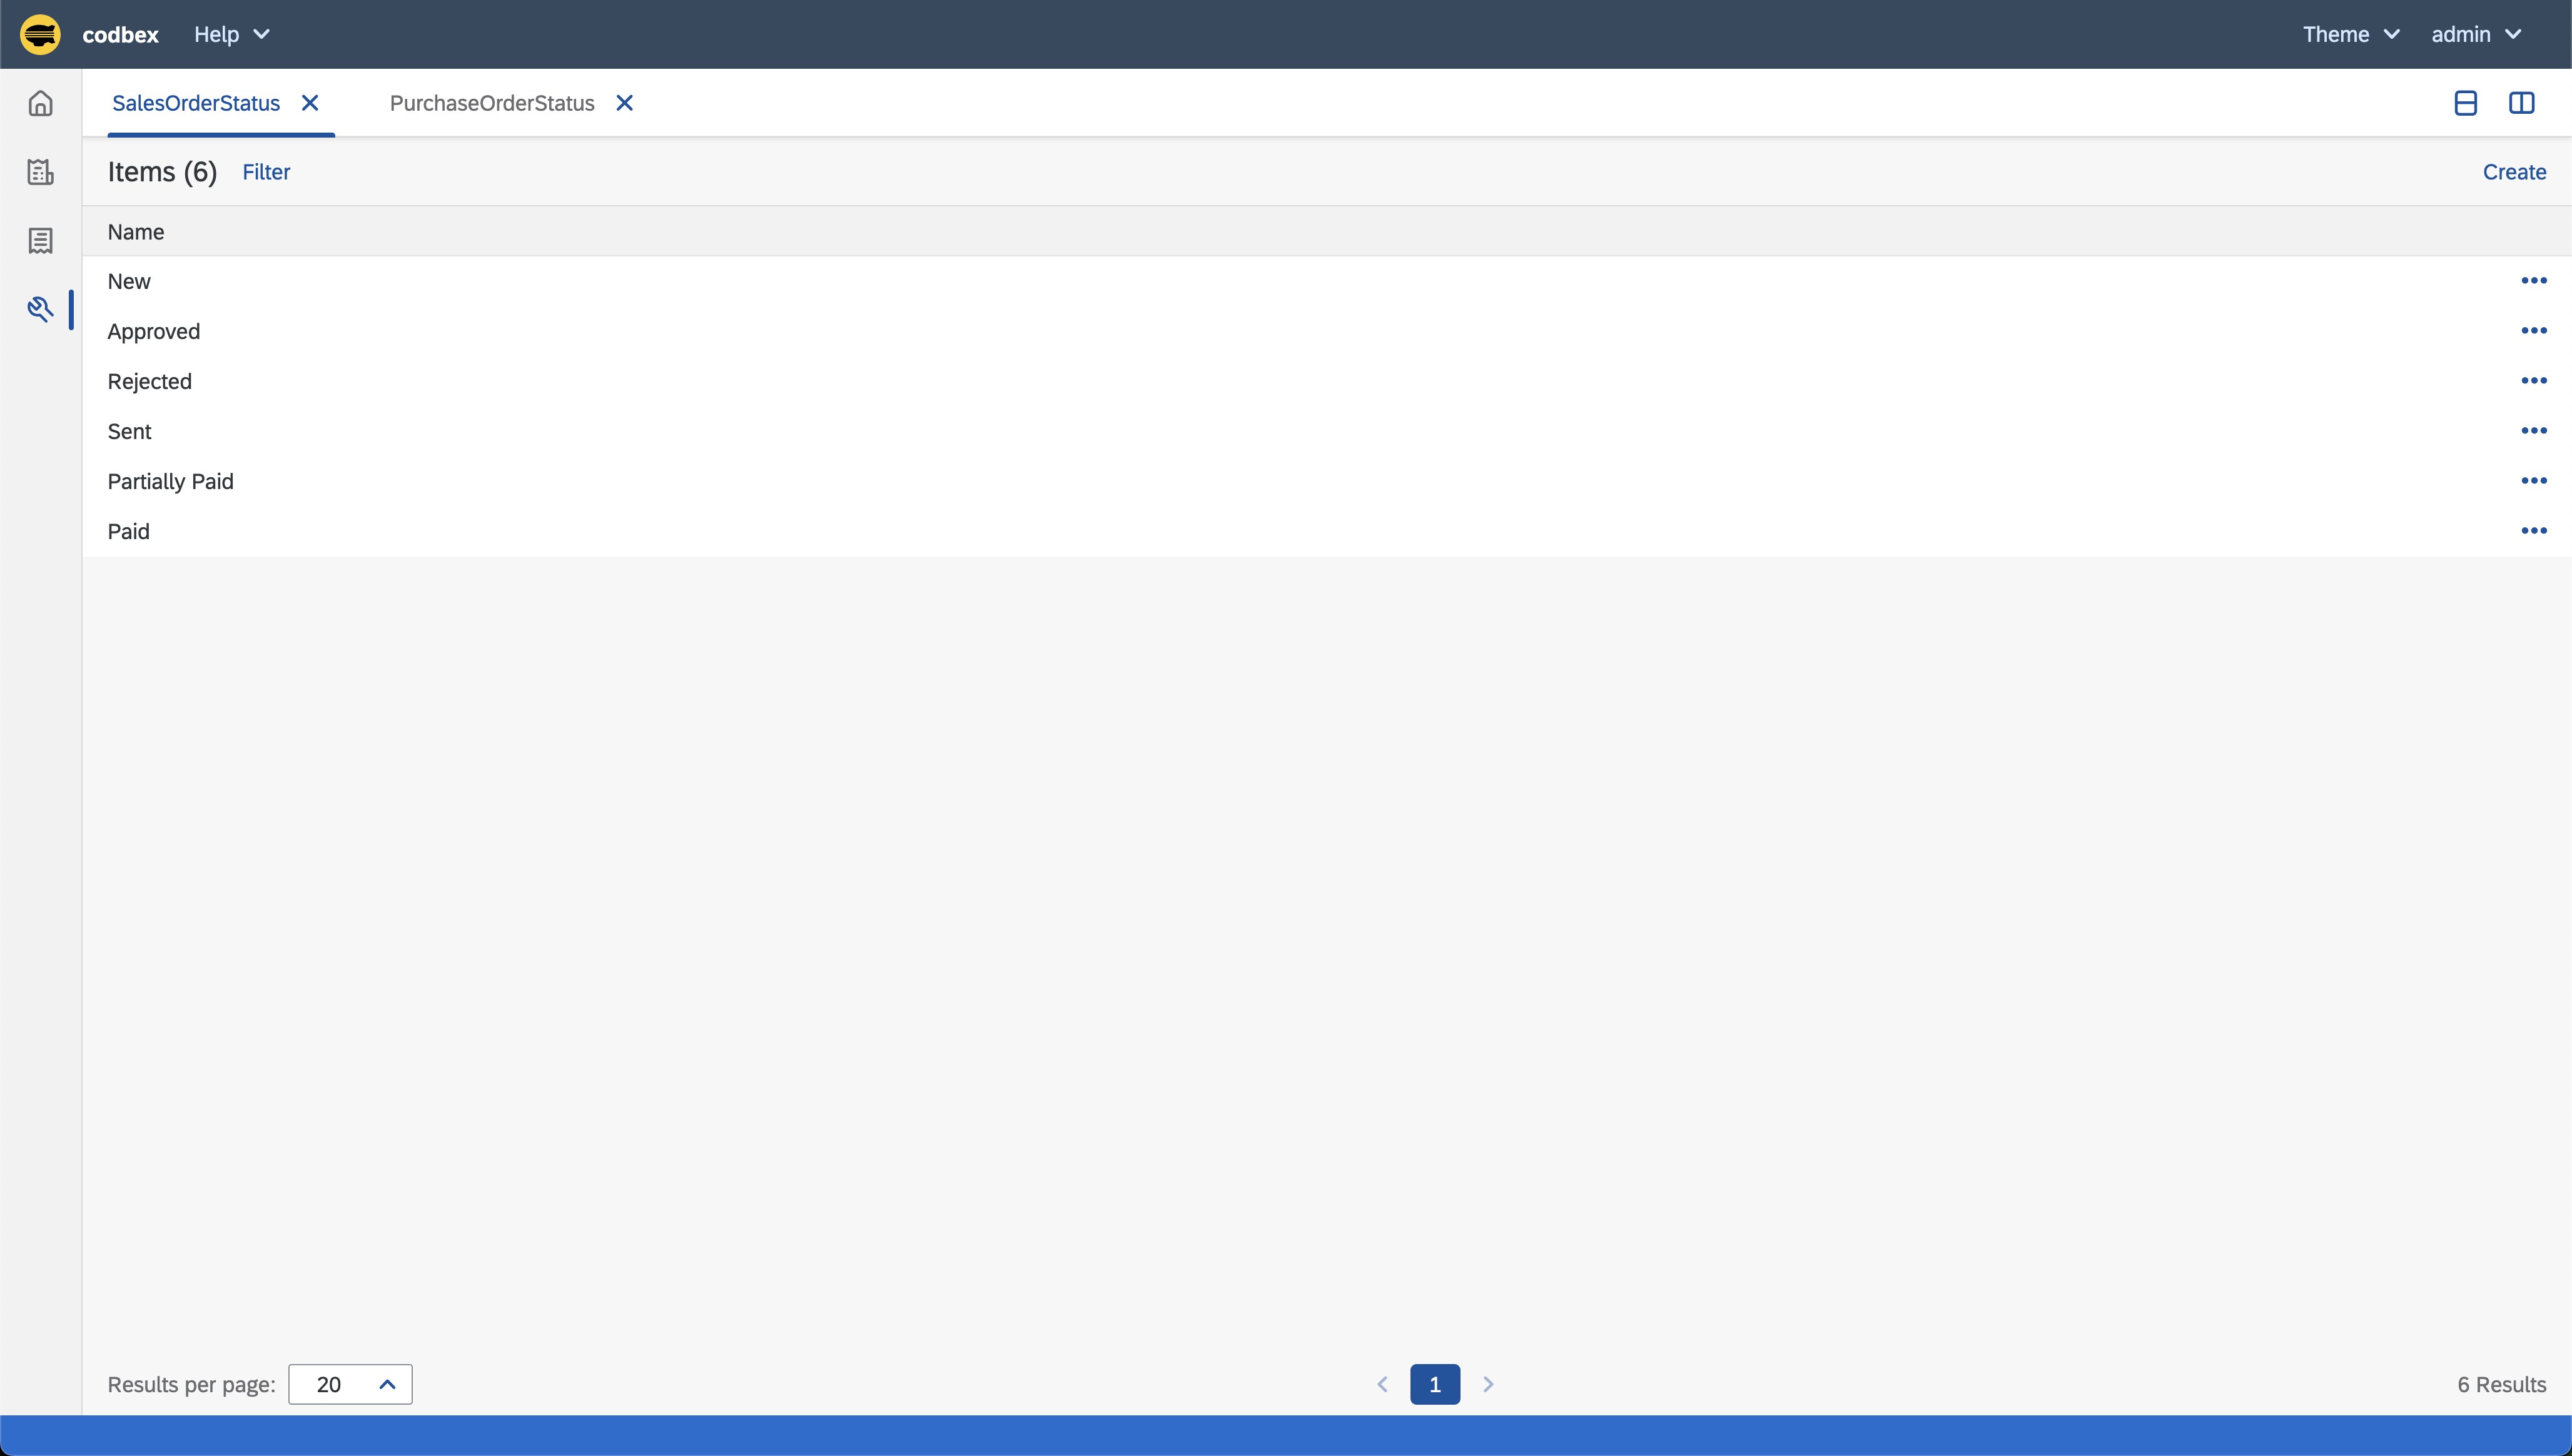 codbex Help Theme admin
SalesOrderStatus PurchaseOrderStatus
Items (6) Filter Create
Name
New
Approved
Rejected
Sent
Partially Paid
Paid
Results per page: 20 1 6 Results